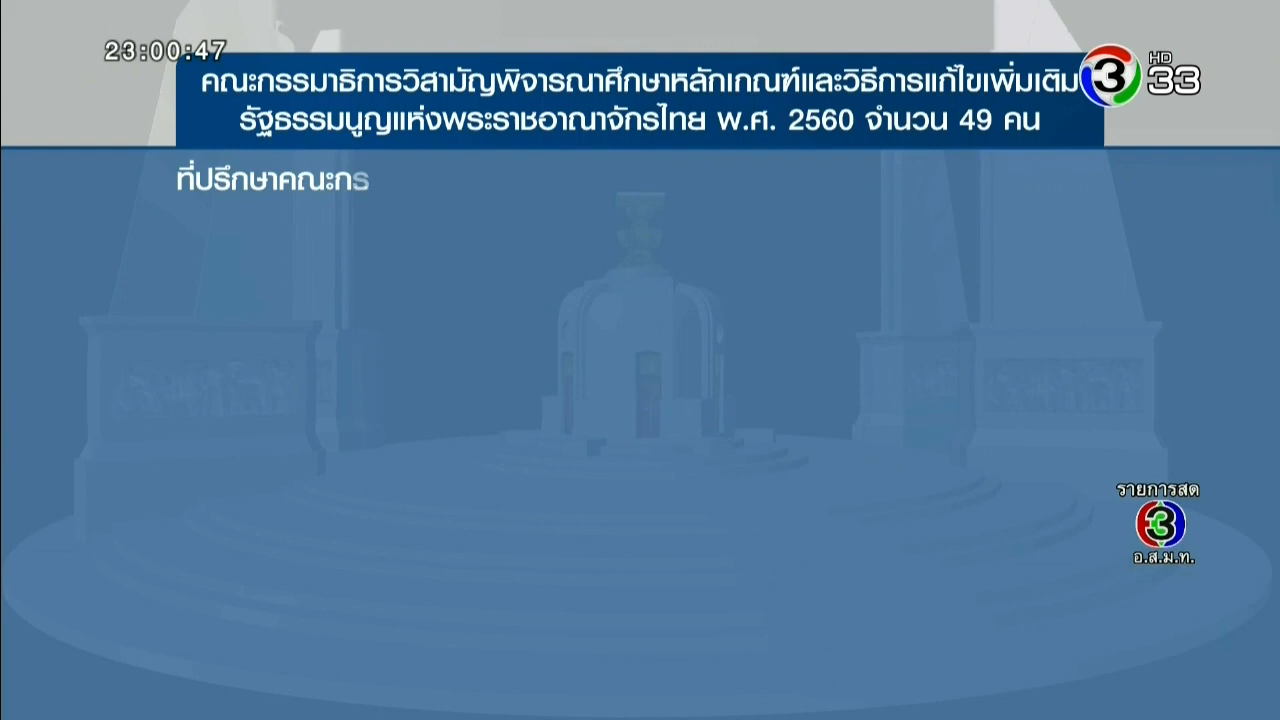 23:00:47
คณะกรรมาธิการวิสามัญพิจารณาศึกษาหลักเกณฑ์และวิธีการแก้ไขเพิ่มเติม
รัฐธรรมนูญแห่งพระราชอาณาจักรไทย พ.ศ. 2560 จำนวน 49 คน
3 HD 33
ที่ปรึกษาคณะกร
รายการสด
3
อ.ส.ม.ท.